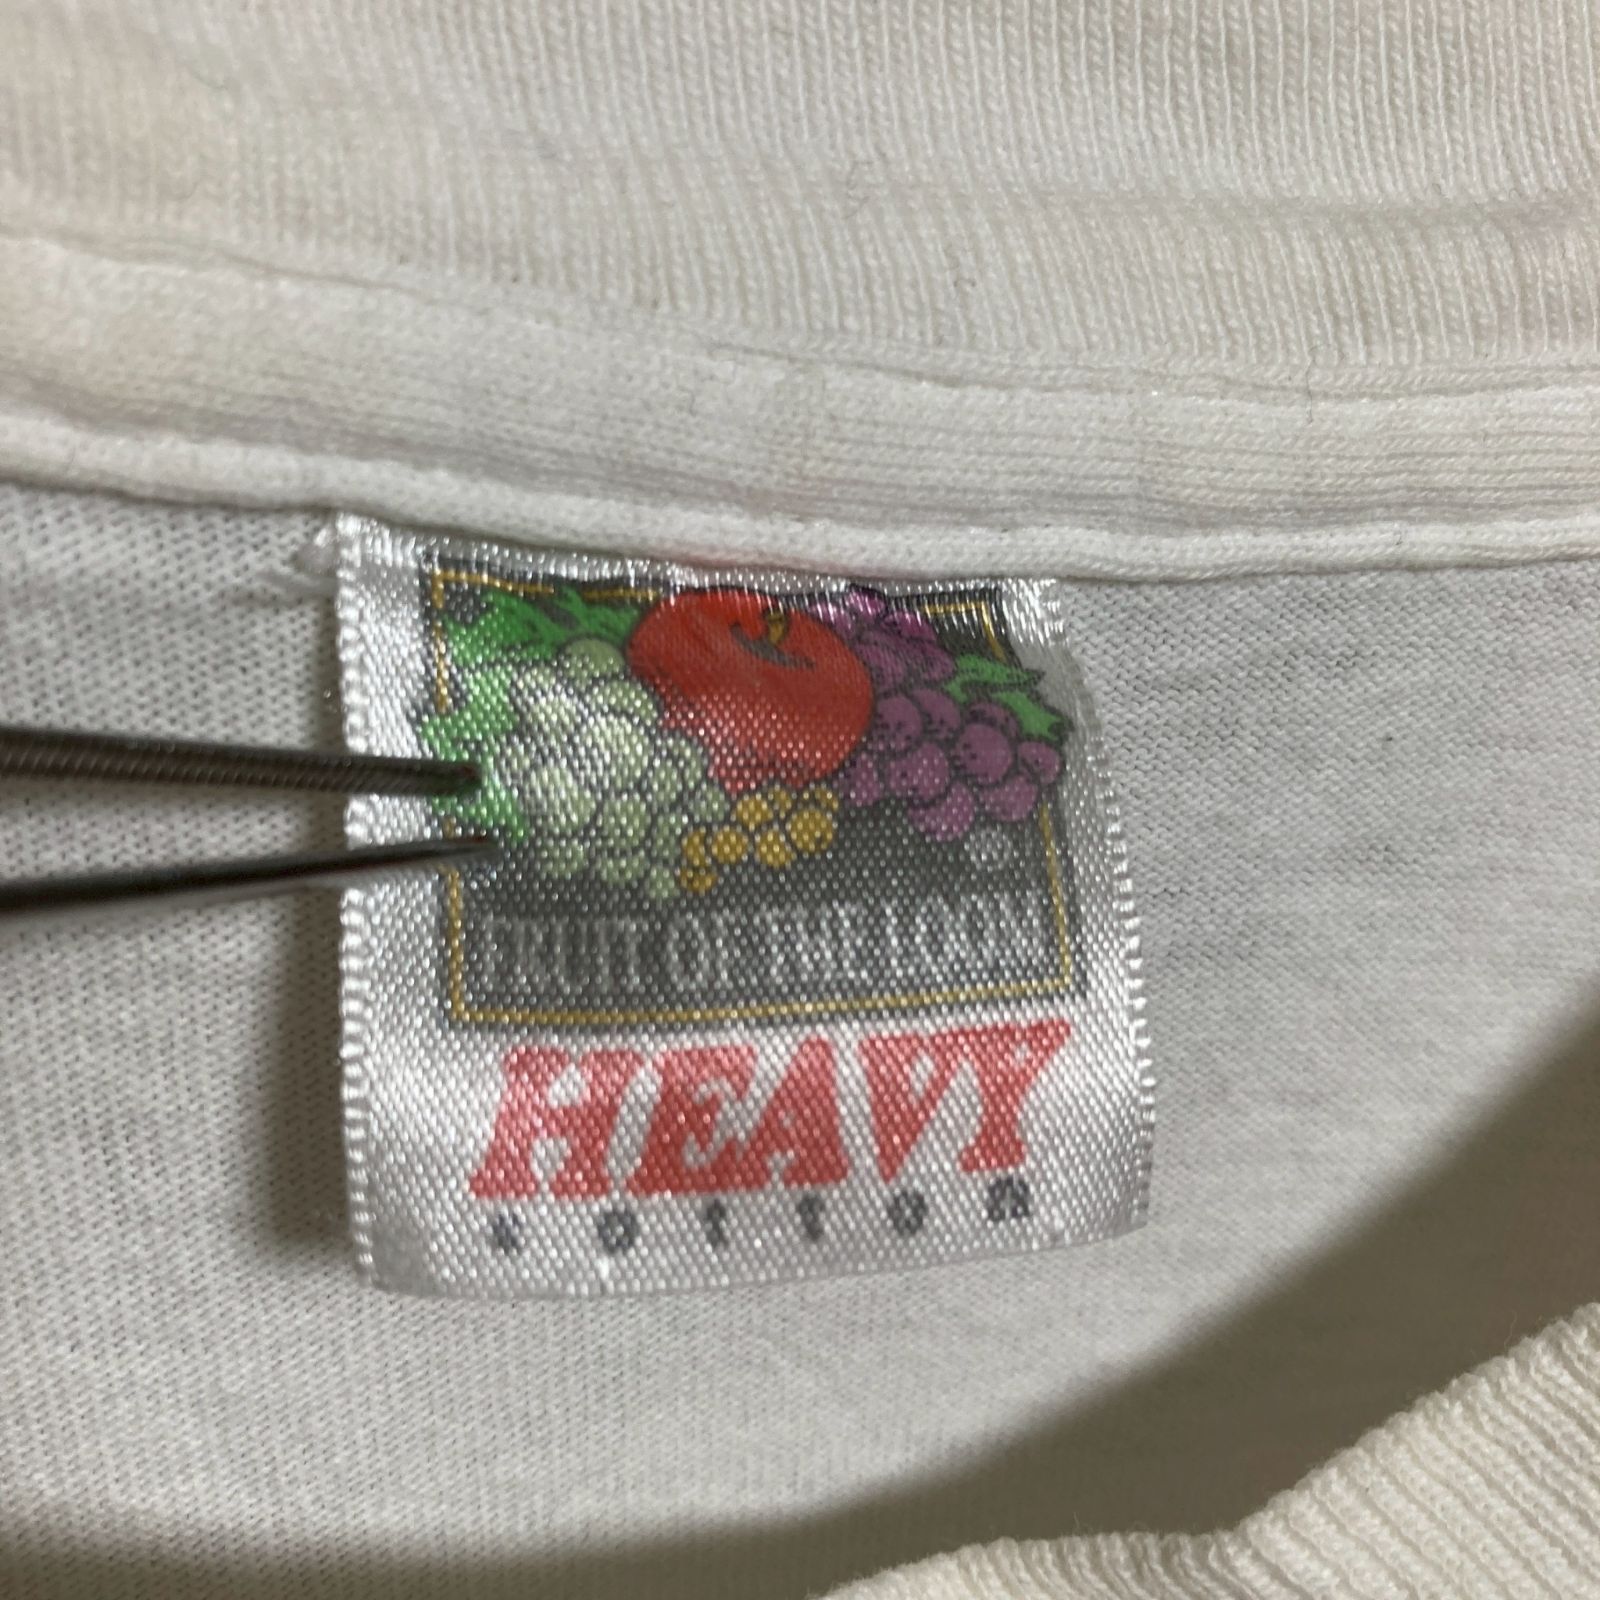 FRUIT OF THE LOOM
®
HEAVY
COTTON